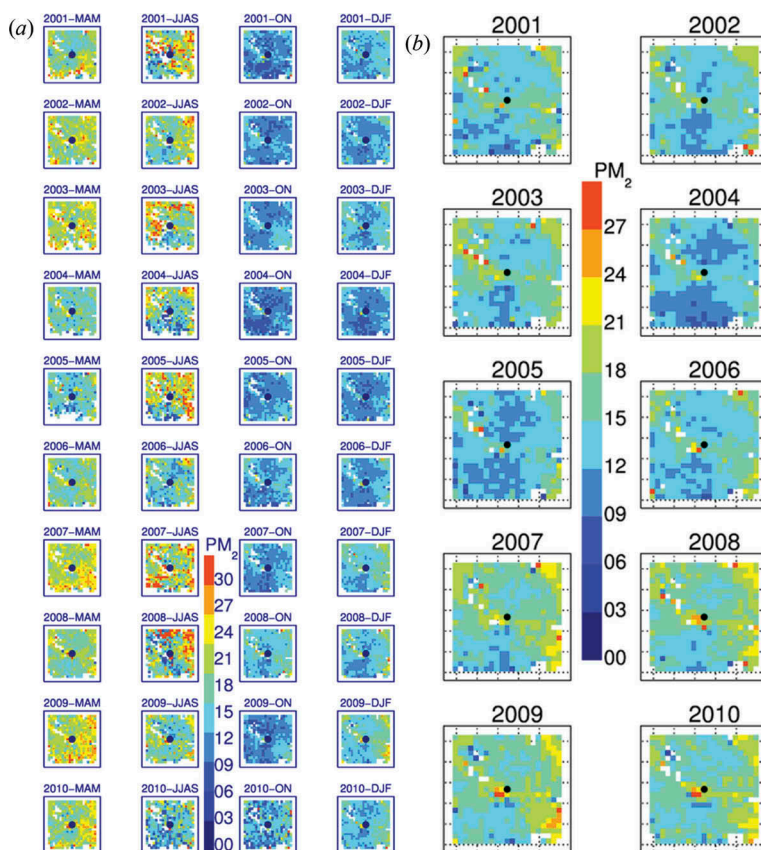 (a)
2001-MAM 2001-JJAS 2001-ON 2001-DJF
2002-MAM 2002-JJAS 2002-ON 2002-DJF
2003-MAM 2003-JJAS 2003-ON 2003-DJF
2004-MAM 2004-JJAS 2004-ON 2004-DJF
2005-MAM 2005-JJAS 2005-ON 2005-DJF
2006-MAM 2006-JJAS 2006-ON 2006-DJF
2007-MAM 2007-JJAS 2007-ON 2007-DJF
2008-MAM 2008-JJAS 2008-ON 2008-DJF
2009-MAM 2009-JJAS 2009-ON 2009-DJF
2010-MAM 2010-JJAS 2010-ON 2010-DJF
PM2
30
27
24
21
18
15
12
09
06
03
00
(b)
2001 2002
2003 2004
2005 2006
2007 2008
2009 2010
PM2
27
24
21
18
15
12
09
06
03
00